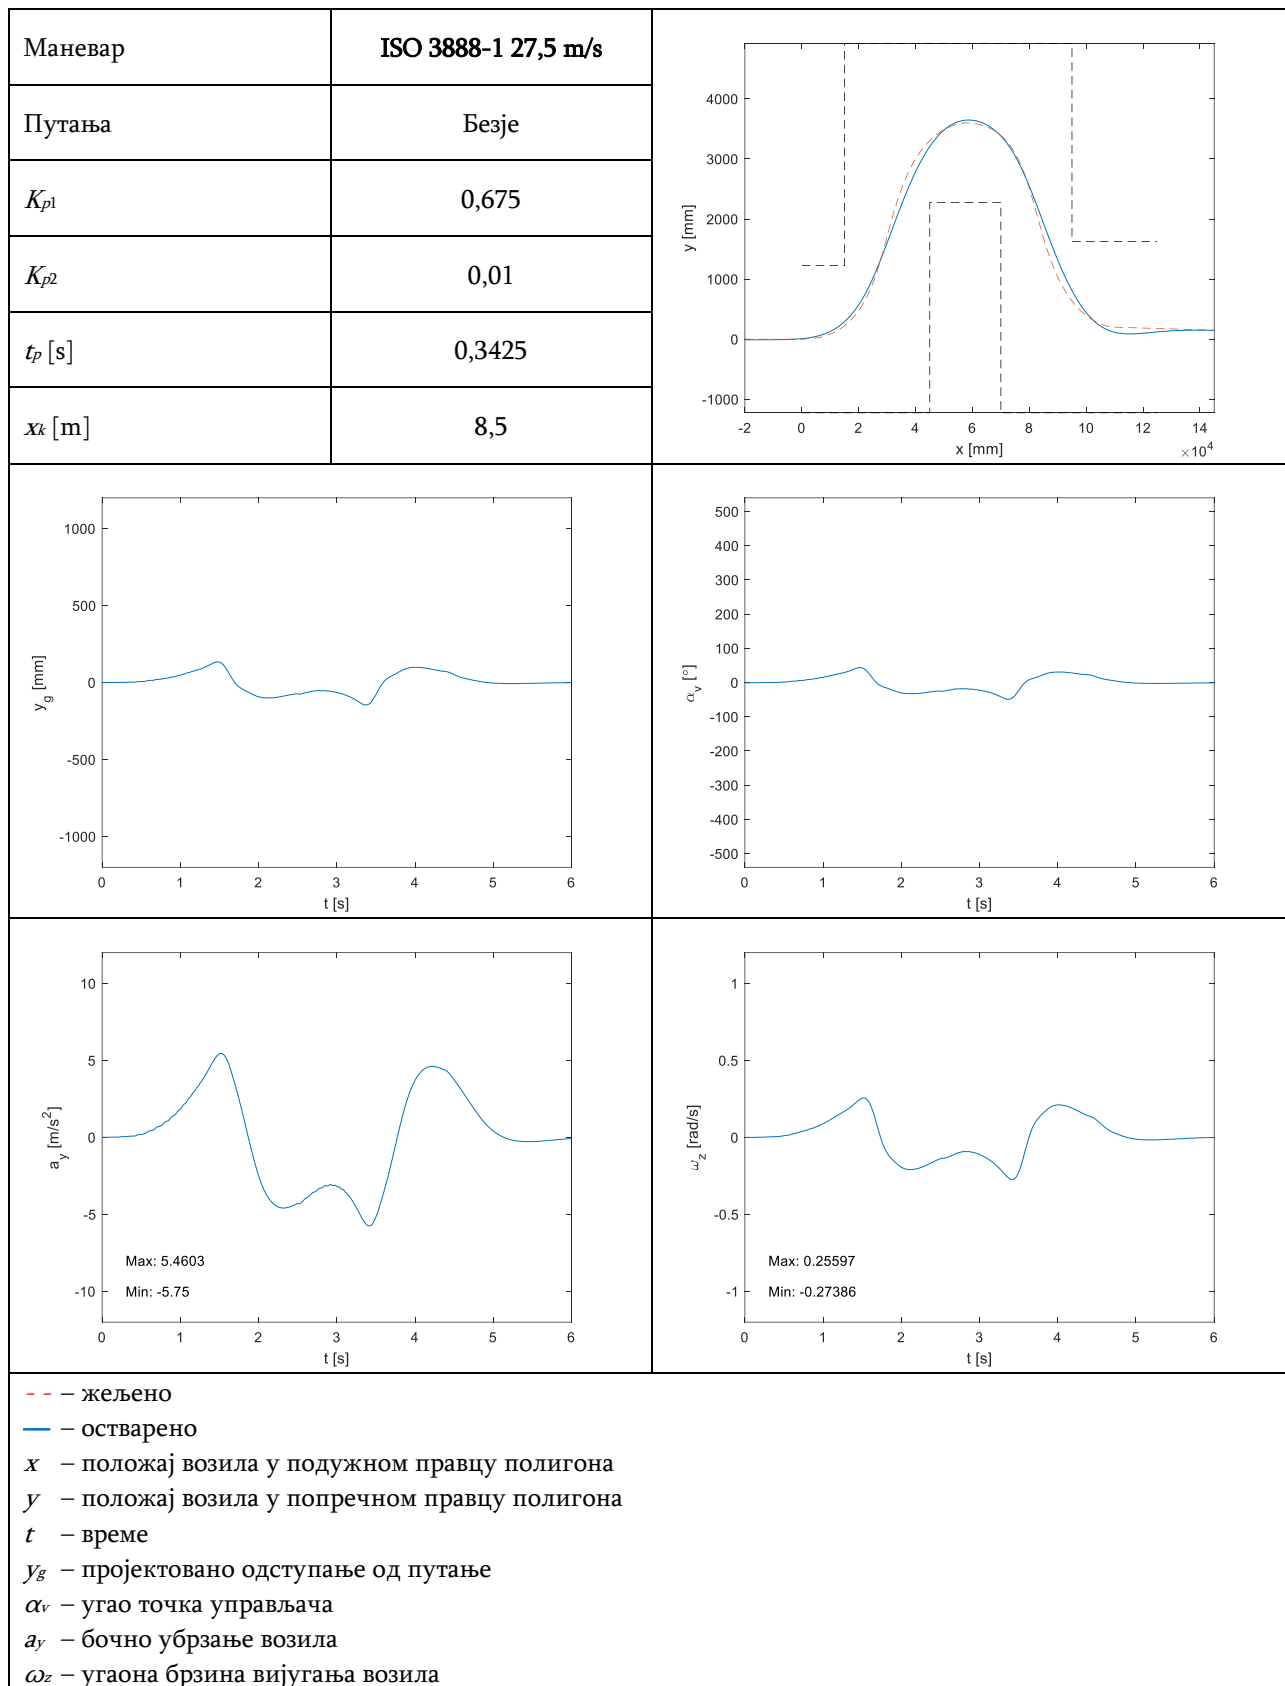 Маневар ISO 3888-1 27,5 m/s
Путања Безје
Kp1 0,675
Kp2 0,01
tp [s] 0,3425
xk [m] 8,5
4000
3000
2000
1000
0
-1000
y [mm]
-2 0 2 4 6 8 10 12 14
x [mm]
×10⁴
1000
500
0
-500
-1000
y_g [mm]
0 1 2 3 4 5 6
t [s]
500
400
300
200
100
0
-100
-200
-300
-400
-500
α_v [°]
0 1 2 3 4 5 6
t [s]
10
5
0
-5
-10
a_y [m/s²]
Max: 5.4603
Min: -5.75
0 1 2 3 4 5 6
t [s]
1
0.5
0
-0.5
-1
ω_z [rad/s]
Max: 0.25597
Min: -0.27386
0 1 2 3 4 5 6
t [s]
– жељено
– остварено
x – положај возила у подужном правцу полигона
y – положај возила у попречном правцу полигона
t – време
yg – пројектовано одступање од путање
αv – угао точка управљача
ay – бочно убрзање возила
ωz – угаона брзина вијугања возила